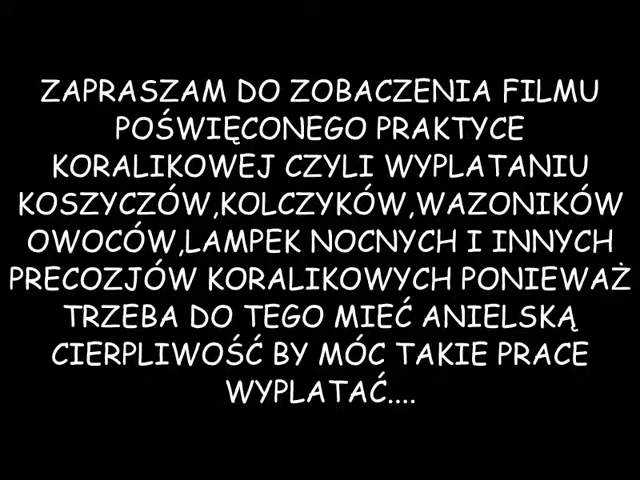 ZAPRASZAM DO ZOBACZENIA FILMU
POŚWIĘCONEGO PRAKTYCE
KORALIKOWEJ CZYLI WYPLATANIU
KOSZYCZÓW,KOLCZYKÓW,WAZONIKÓW
OWOCÓW,LAMPEK NOCNYCH I INNYCH
PRECOZJÓW KORALIKOWYCH PONIEWAŻ
TRZEBA DO TEGO MIEĆ ANIELSKĄ
CIERPLIWOŚĆ BY MÓC TAKIE PRACE
WYPLATAĆ....